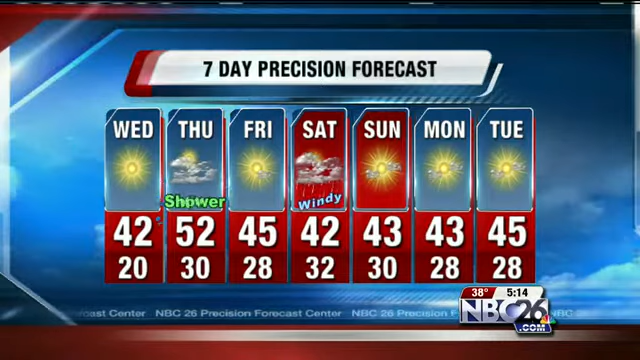 7 DAY PRECISION FORECAST
WED THU FRI SAT SUN MON TUE
Shower Windy
42 52 45 42 43 43 45
20 30 28 32 30 28 28
38° 5:14
cast Center NBC 26 Precision Forecast Center NBC 26 Precision Forecast
NBC26
.COM